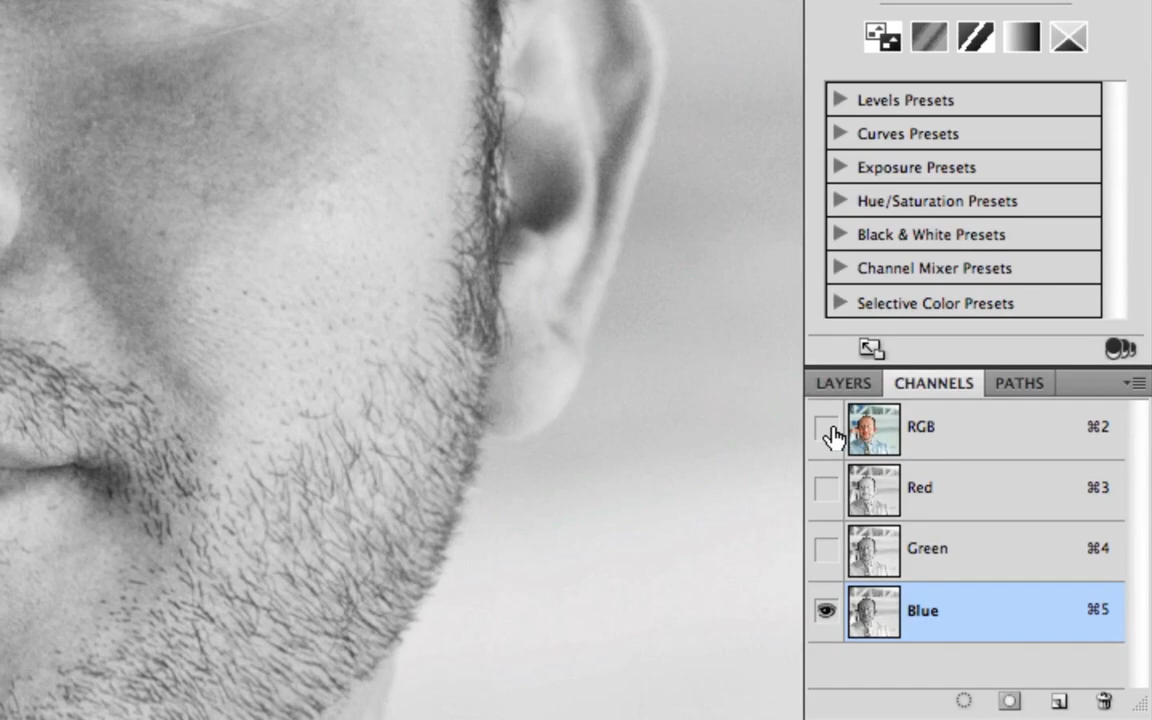 Levels Presets
Curves Presets
Exposure Presets
Hue/Saturation Presets
Black & White Presets
Channel Mixer Presets
Selective Color Presets
LAYERS CHANNELS PATHS
RGB ⌘2
Red ⌘3
Green ⌘4
Blue ⌘5